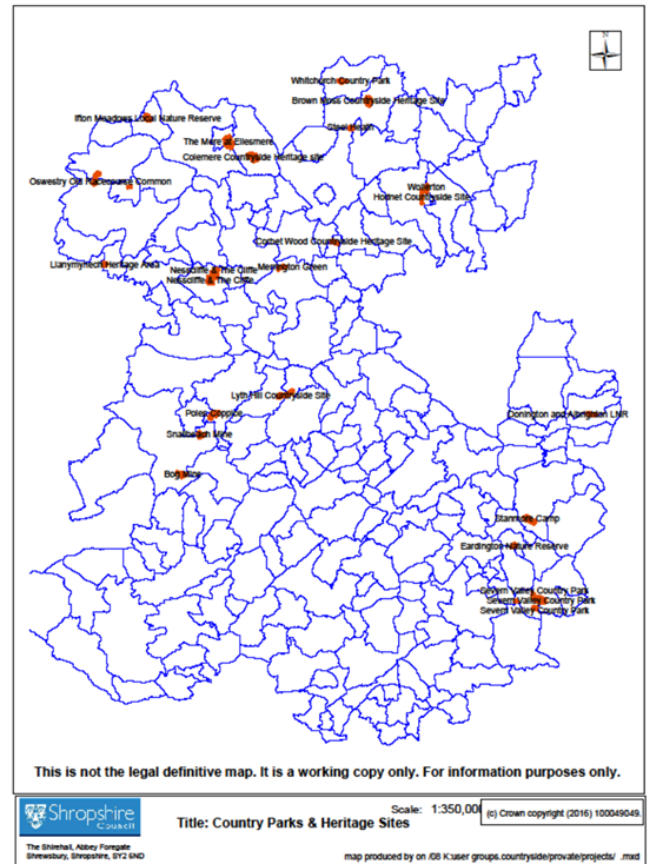 N
Whitchurch Country Park
Brown Moss Countryside Heritage Site
Ifton Meadows Local Nature Reserve
Steel Heath
The Mere at Ellesmere
Colemere Countryside Heritage site
Oswestry Old Racecourse Common
Wollerton
Hodnet Countryside Site
Corbet Wood Countryside Heritage Site
Llanymynech Heritage Area
Nesscliffe & The Cliffe
Merrington Green
Nesscliffe & The Cliffe
Lyth Hill Countryside Site
Poles Coppice
Donington and Albrighton LNR
Snailbeach Mine
Bog Mine
Stanmore Camp
Eardington Nature Reserve
Severn Valley Country Park
Severn Valley Country Park
Severn Valley Country Park
This is not the legal definitive map. It is a working copy only. For information purposes only.
Shropshire
Council
Scale: 1:350,000
(c) Crown copyright (2016) 100049049.
Title: Country Parks & Heritage Sites
The Shirehall, Abbey Foregate
Shrewsbury, Shropshire, SY2 6ND
map produced by on /08 K:user groups.countryside/provate/projects/ .mxd